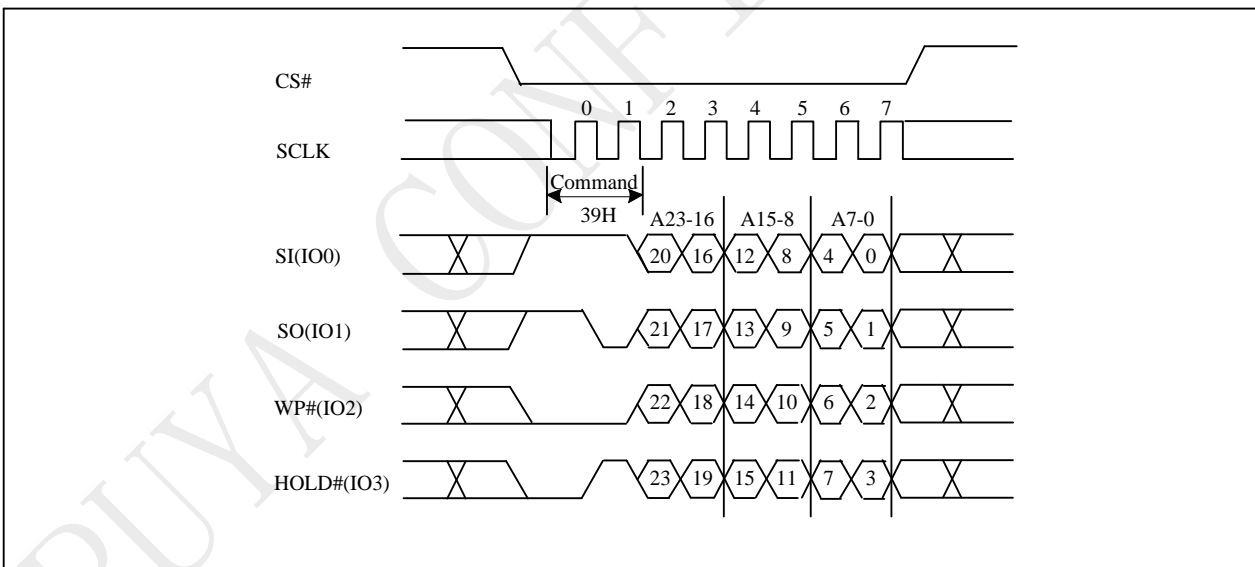 CS#
0 1 2 3 4 5 6 7
SCLK
Command
39H
A23-16 A15-8 A7-0
SI(IO0) 20 16 12 8 4 0
SO(IO1) 21 17 13 9 5 1
WP#(IO2) 22 18 14 10 6 2
HOLD#(IO3) 23 19 15 11 7 3
PUYA CONF